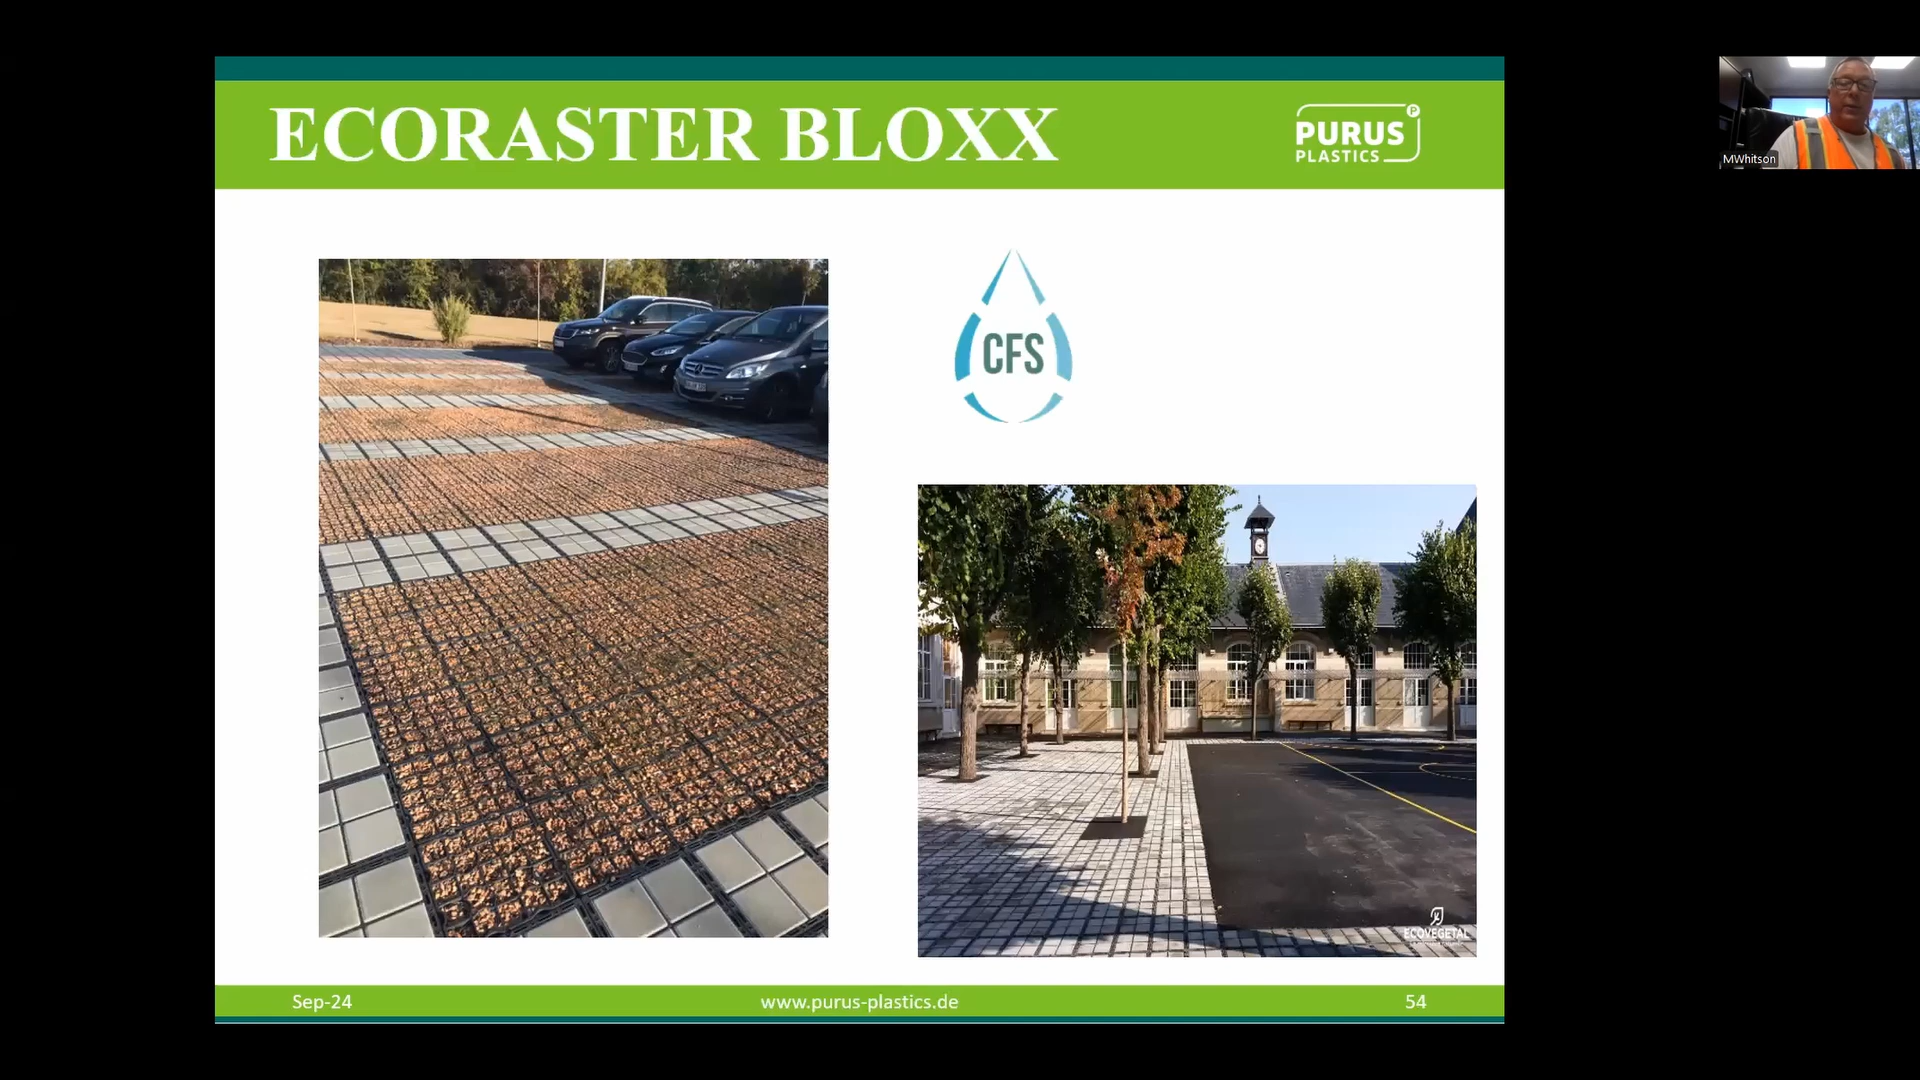 ECORASTER BLOXX
PURUS P
PLASTICS
MWhitson
CFS
ECOVEGETAL
Sep-24
www.purus-plastics.de
54